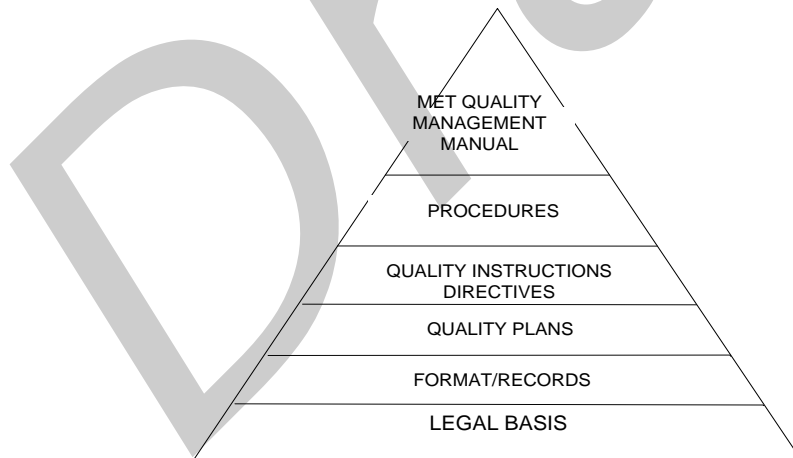 MET QUALITY
MANAGEMENT
MANUAL
PROCEDURES
QUALITY INSTRUCTIONS
DIRECTIVES
QUALITY PLANS
FORMAT/RECORDS
LEGAL BASIS